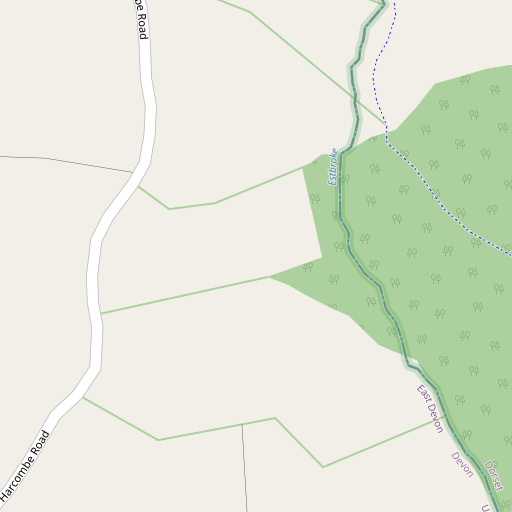 be Road
Estbroke
East Devon
Harcombe Road
Devon
Dorset
U